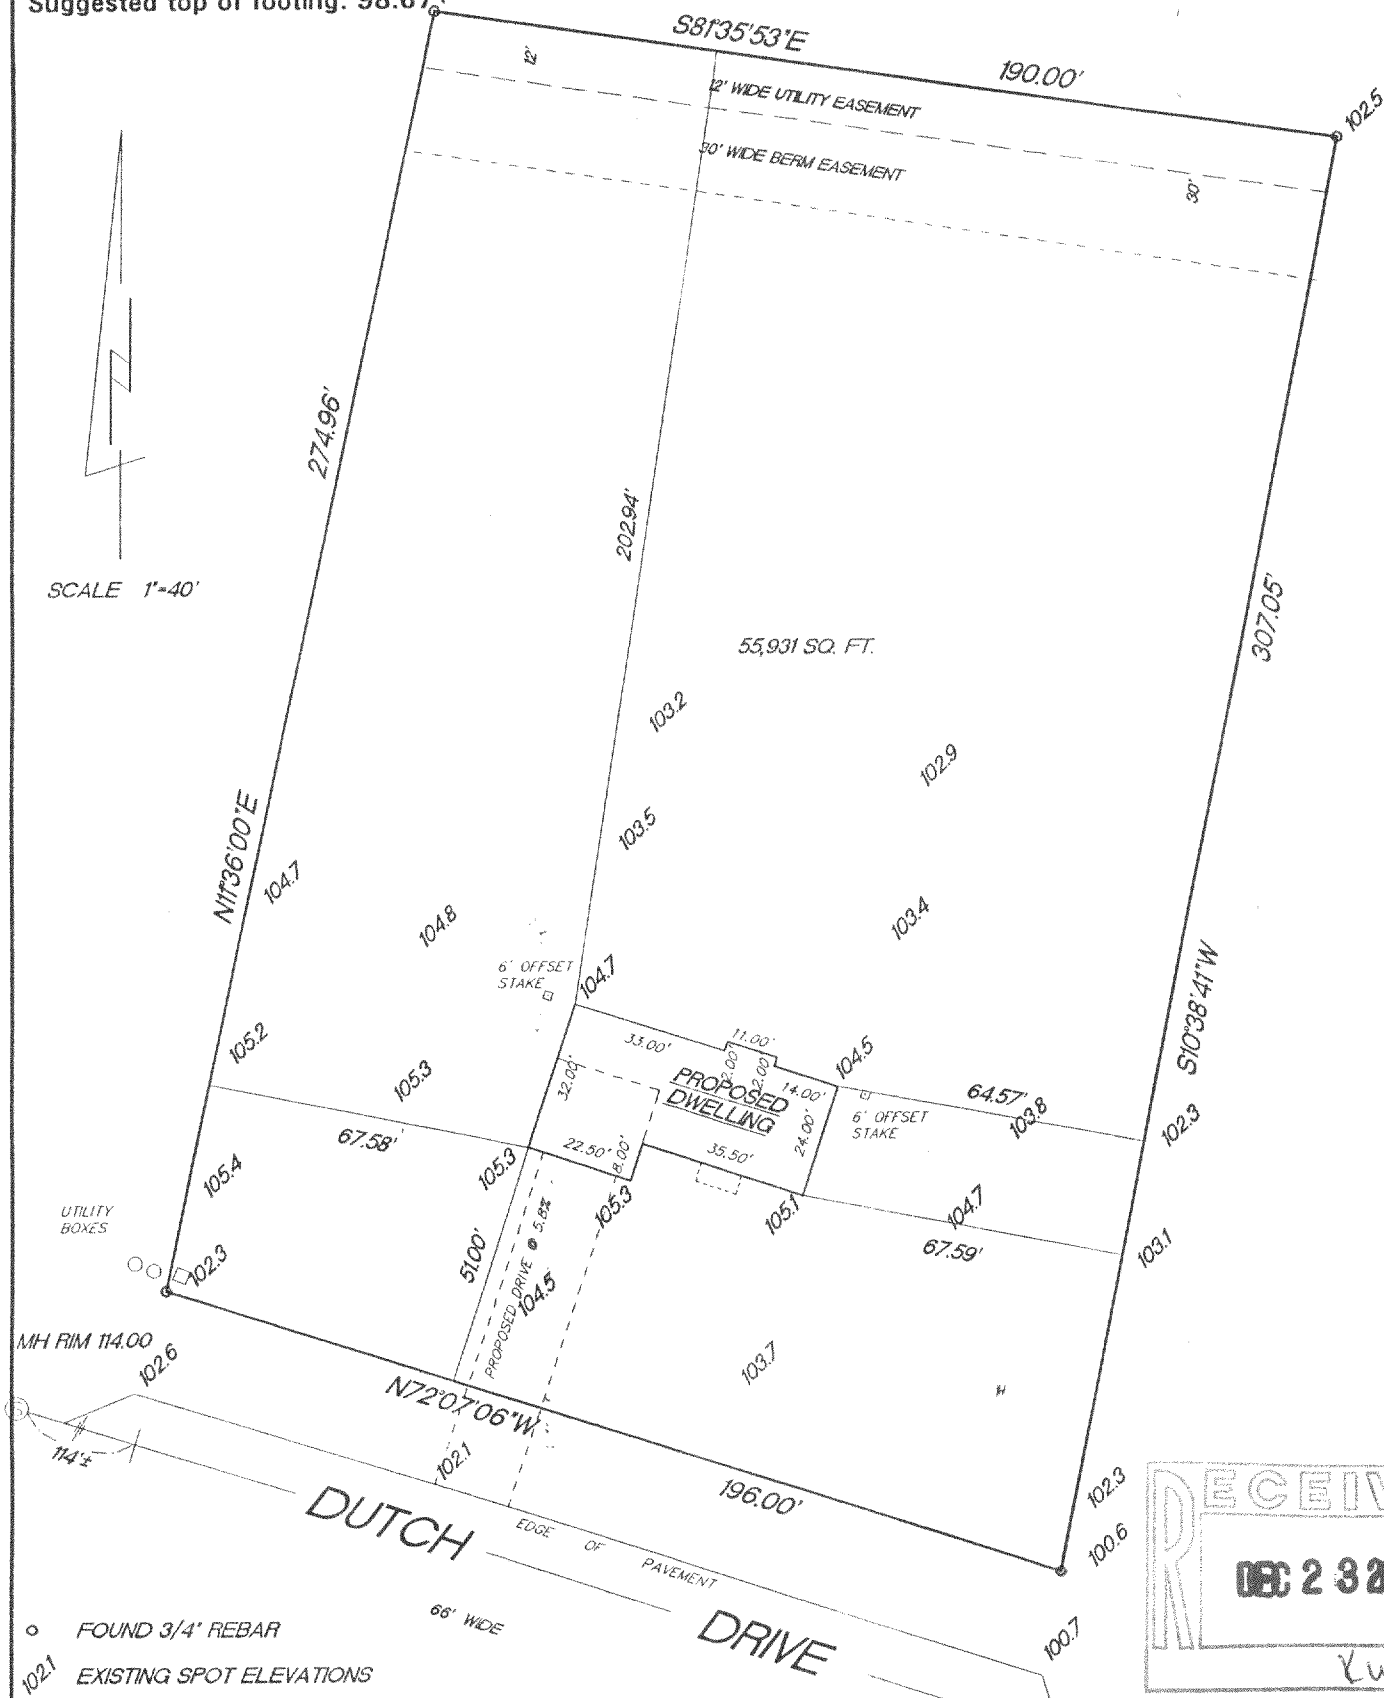 Suggested top of footing: 98.67
S81°35'53"E
190.00'
12'
102.5
12' WIDE UTILITY EASEMENT
30' WIDE BERM EASEMENT
30'
274.96'
202.94'
SCALE 1"=40'
307.05'
55,931 SQ. FT.
103.2
102.9
103.5
N11°36'00"E
104.7
104.8
103.4
6' OFFSET
STAKE
104.7
S10°38'41"W
105.2
33.00'
11.00'
2.00'
2.00'
104.5
105.3
32.00'
PROPOSED
DWELLING
14.00'
64.57'
103.8
102.3
6' OFFSET
STAKE
24.00'
67.58'
22.50'
8.00'
35.50'
105.3
105.4
105.3
105.1
104.7
67.59'
103.1
UTILITY
BOXES
102.3
51.00'
PROPOSED DRIVE @ 5.8%
104.5
MH RIM 114.00
102.6
103.7
N72°07'06"W
S
114'±
102.1
196.00'
102.3
100.6
DUTCH
EDGE OF PAVEMENT
66' WIDE
DRIVE
100.7
RECEIV
DEC 2 3 2
FOUND 3/4" REBAR
102.1 EXISTING SPOT ELEVATIONS